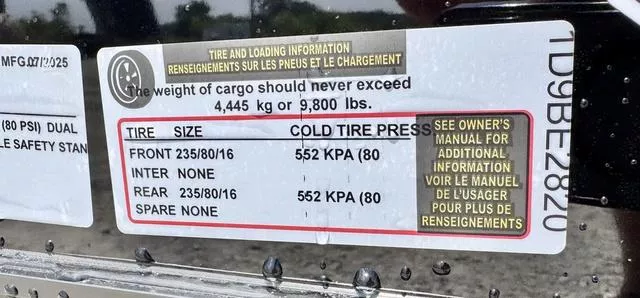 MFG.07/2025
(80 PSI) DUAL
LE SAFETY STAN
TIRE AND LOADING INFORMATION
RENSEIGNEMENTS SUR LES PNEUS ET LE CHARGEMENT
The weight of cargo should never exceed
4,445 kg or 9,800 lbs.
TIRE SIZE COLD TIRE PRESS
FRONT 235/80/16 552 KPA (80
INTER NONE
REAR 235/80/16 552 KPA (80
SPARE NONE
SEE OWNER'S
MANUAL FOR
ADDITIONAL
INFORMATION
VOIR LE MANUEL
DE L'USAGER
POUR PLUS DE
RENSEIGNEMENTS
1D9BE2820